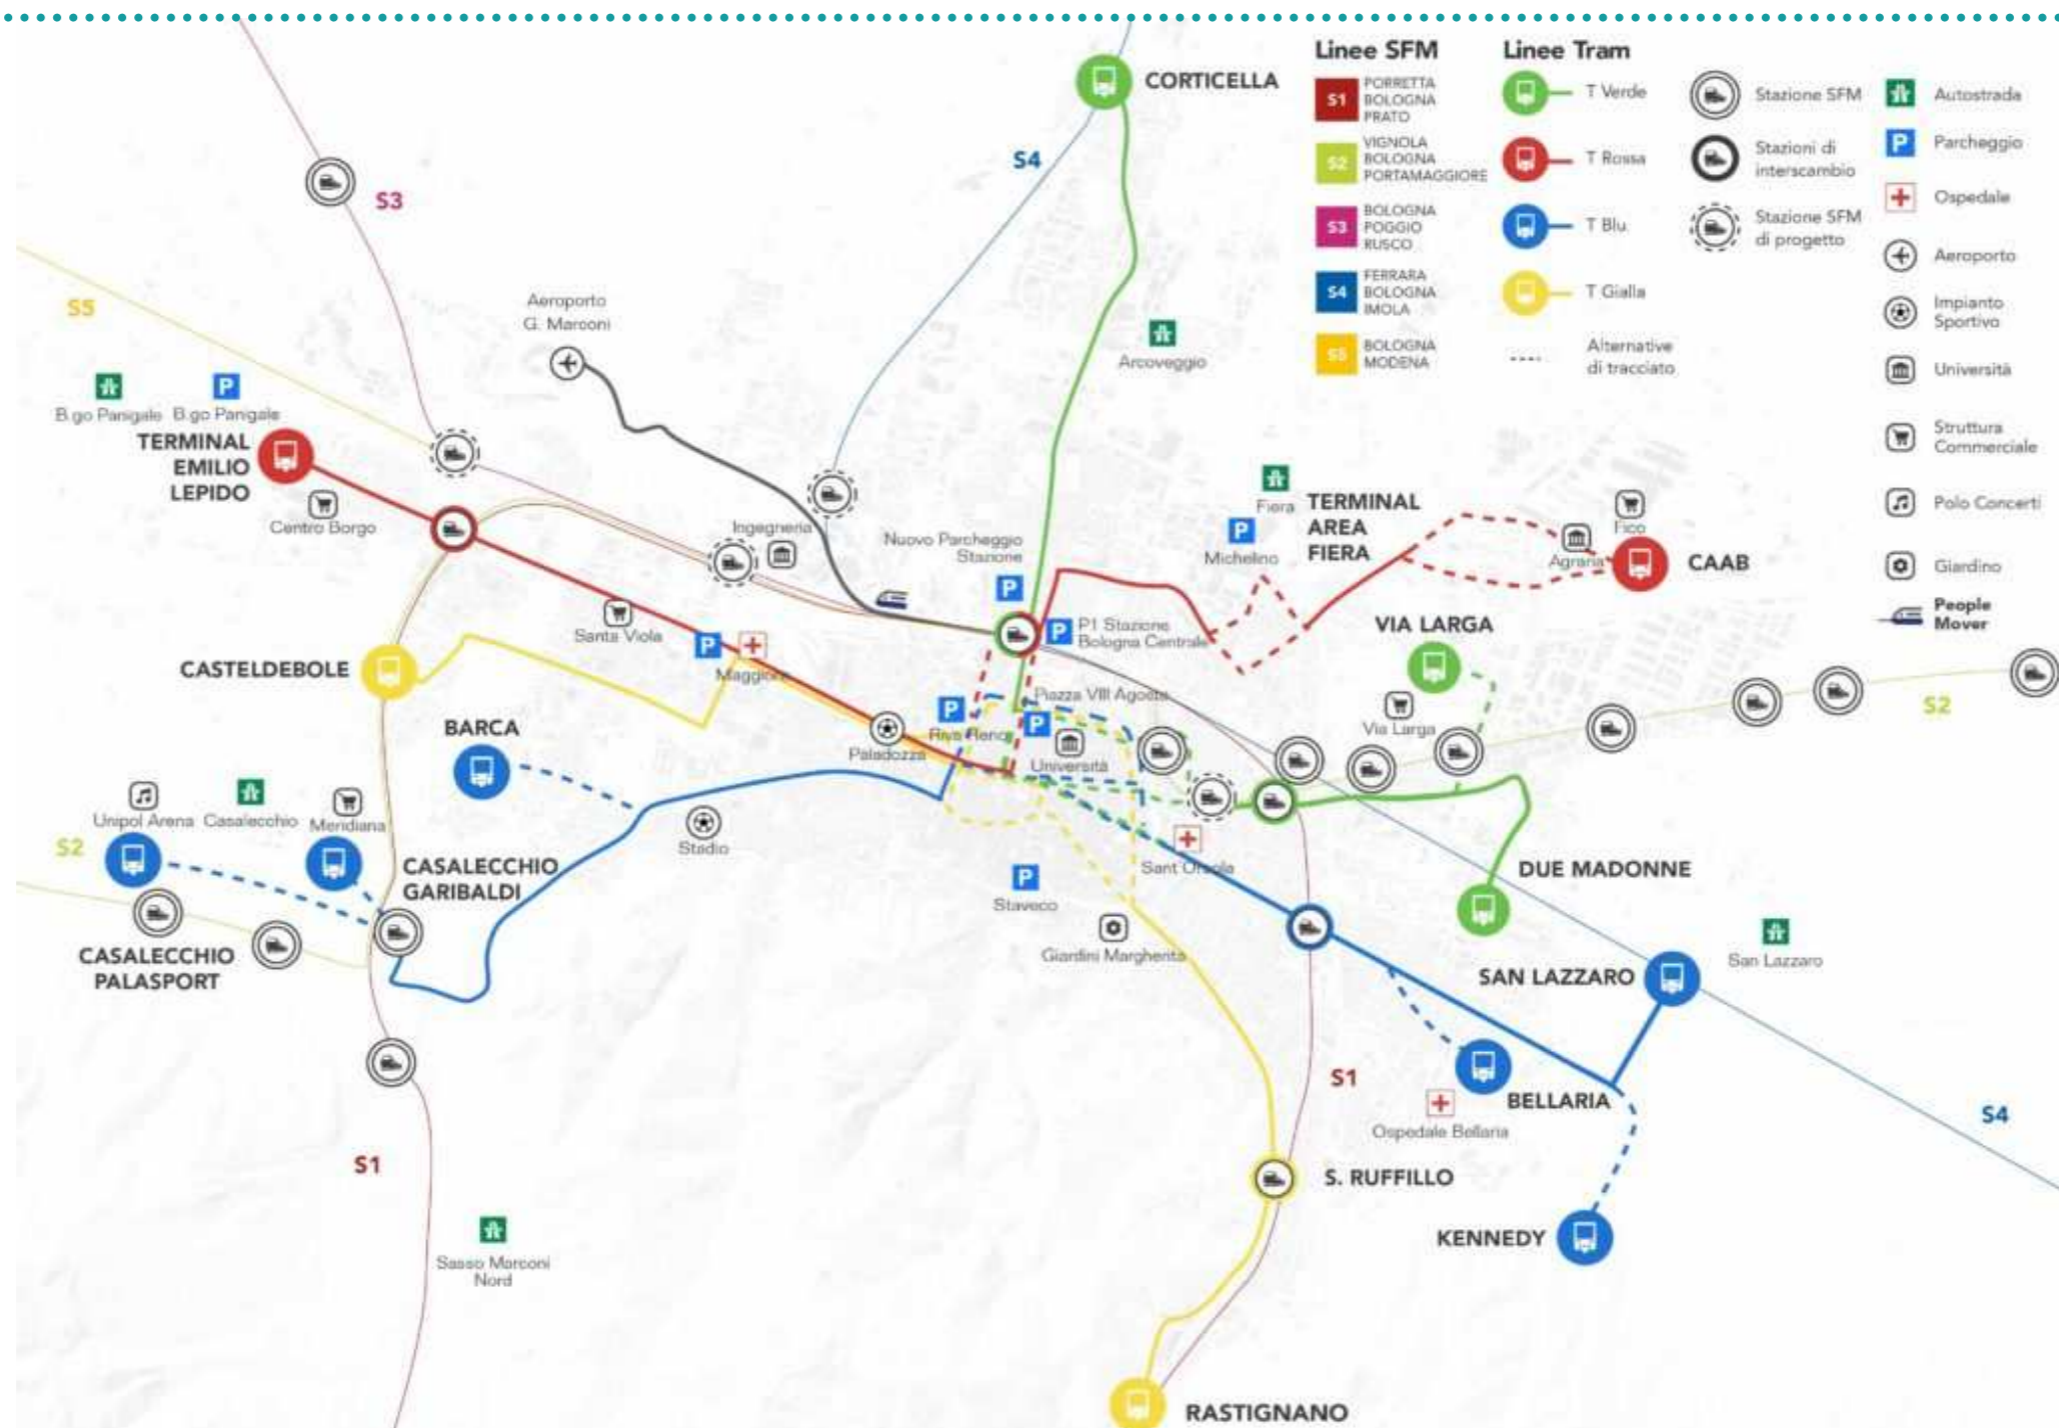 Linee SFM
S1
PORRETTA
BOLOGNA
PRATO
S2
VIGNOLA
BOLOGNA
PORTAMAGGIORE
S3
BOLOGNA
POGGIO
RUSCO
S4
FERRARA
BOLOGNA
IMOLA
S5
BOLOGNA
MODENA
Linee Tram
T Verde
T Rossa
T Blu
T Gialla
Alternative
di tracciato
Stazione SFM
Stazioni di
interscambio
Stazione SFM
di progetto
Autostrada
P
Parcheggio
Ospedale
Aeroporto
Impianto
Sportivo
Università
Struttura
Commerciale
Polo Concerti
Giardino
People
Mover
CORTICELLA
S4
S3
S5
Aeroporto
G. Marconi
Arcoveggio
P
B.go Panigale
B.go Panigale
TERMINAL
EMILIO
LEPIDO
Centro Borgo
Ingegneria
Nuovo Parcheggio
Stazione
P
Fiera
P
Michelino
TERMINAL
AREA
FIERA
Fico
Agraria
CAAB
Santa Viola
P
Maggiore
P
P1 Stazione
Bologna Centrale
VIA LARGA
Via Larga
S2
CASTELDEBOLE
BARCA
Paladozza
P
Riva Reno
Piazza VIII Agosto
P
Università
Unipol Arena
Casalecchio
Meridiana
S2
CASALECCHIO
GARIBALDI
Stadio
Sant'Orsola
DUE MADONNE
P
Staveco
Giardini Margherita
CASALECCHIO
PALASPORT
SAN LAZZARO
San Lazzaro
S1
BELLARIA
Ospedale Bellaria
S4
S1
S. RUFFILLO
KENNEDY
Sasso Marconi
Nord
RASTIGNANO